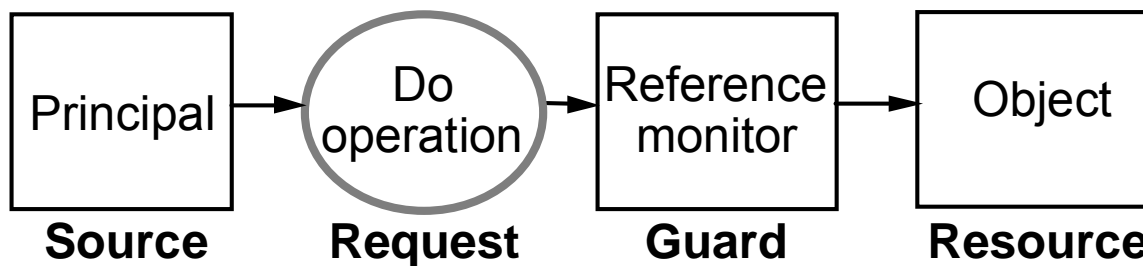 Principal
Do
operation
Reference
monitor
Object
Source
Request
Guard
Resource